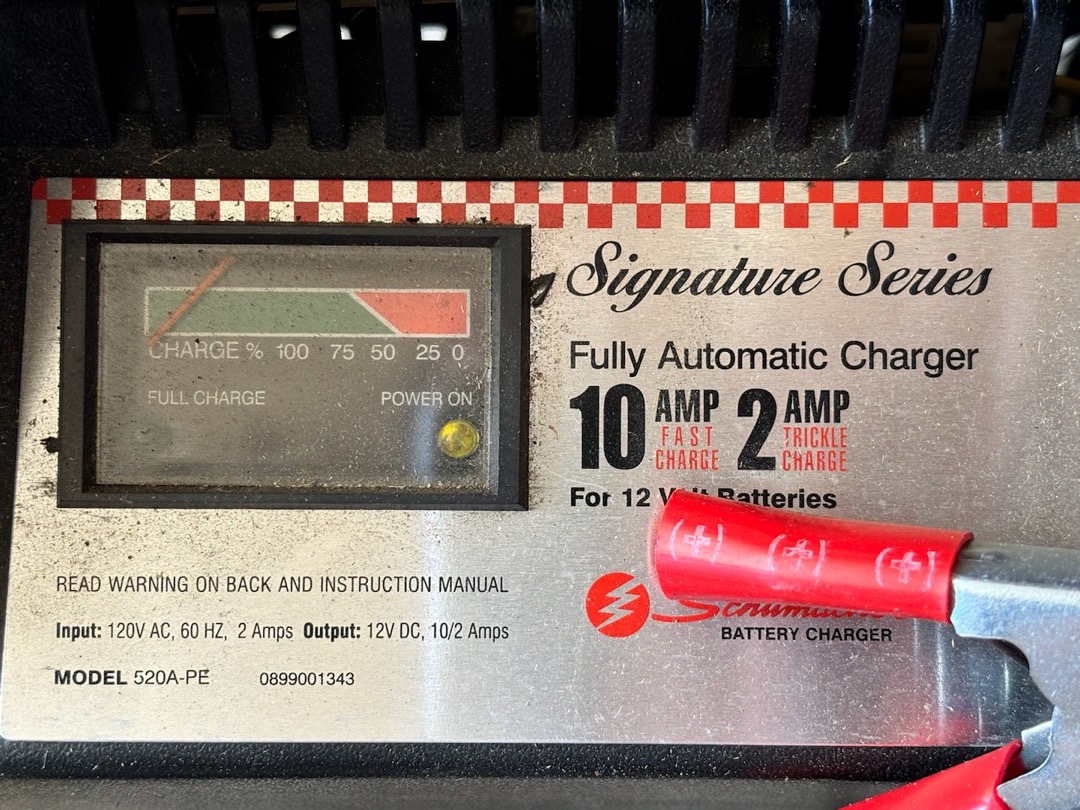 Signature Series
CHARGE % 100 75 50 25 0
FULL CHARGE POWER ON
Fully Automatic Charger
10 AMP FAST CHARGE 2 AMP TRICKLE CHARGE
For 12 Volt Batteries
(+) (+) (+)
READ WARNING ON BACK AND INSTRUCTION MANUAL
Schumacher
BATTERY CHARGER
Input: 120V AC, 60 HZ, 2 Amps Output: 12V DC, 10/2 Amps
MODEL 520A-PE 0899001343